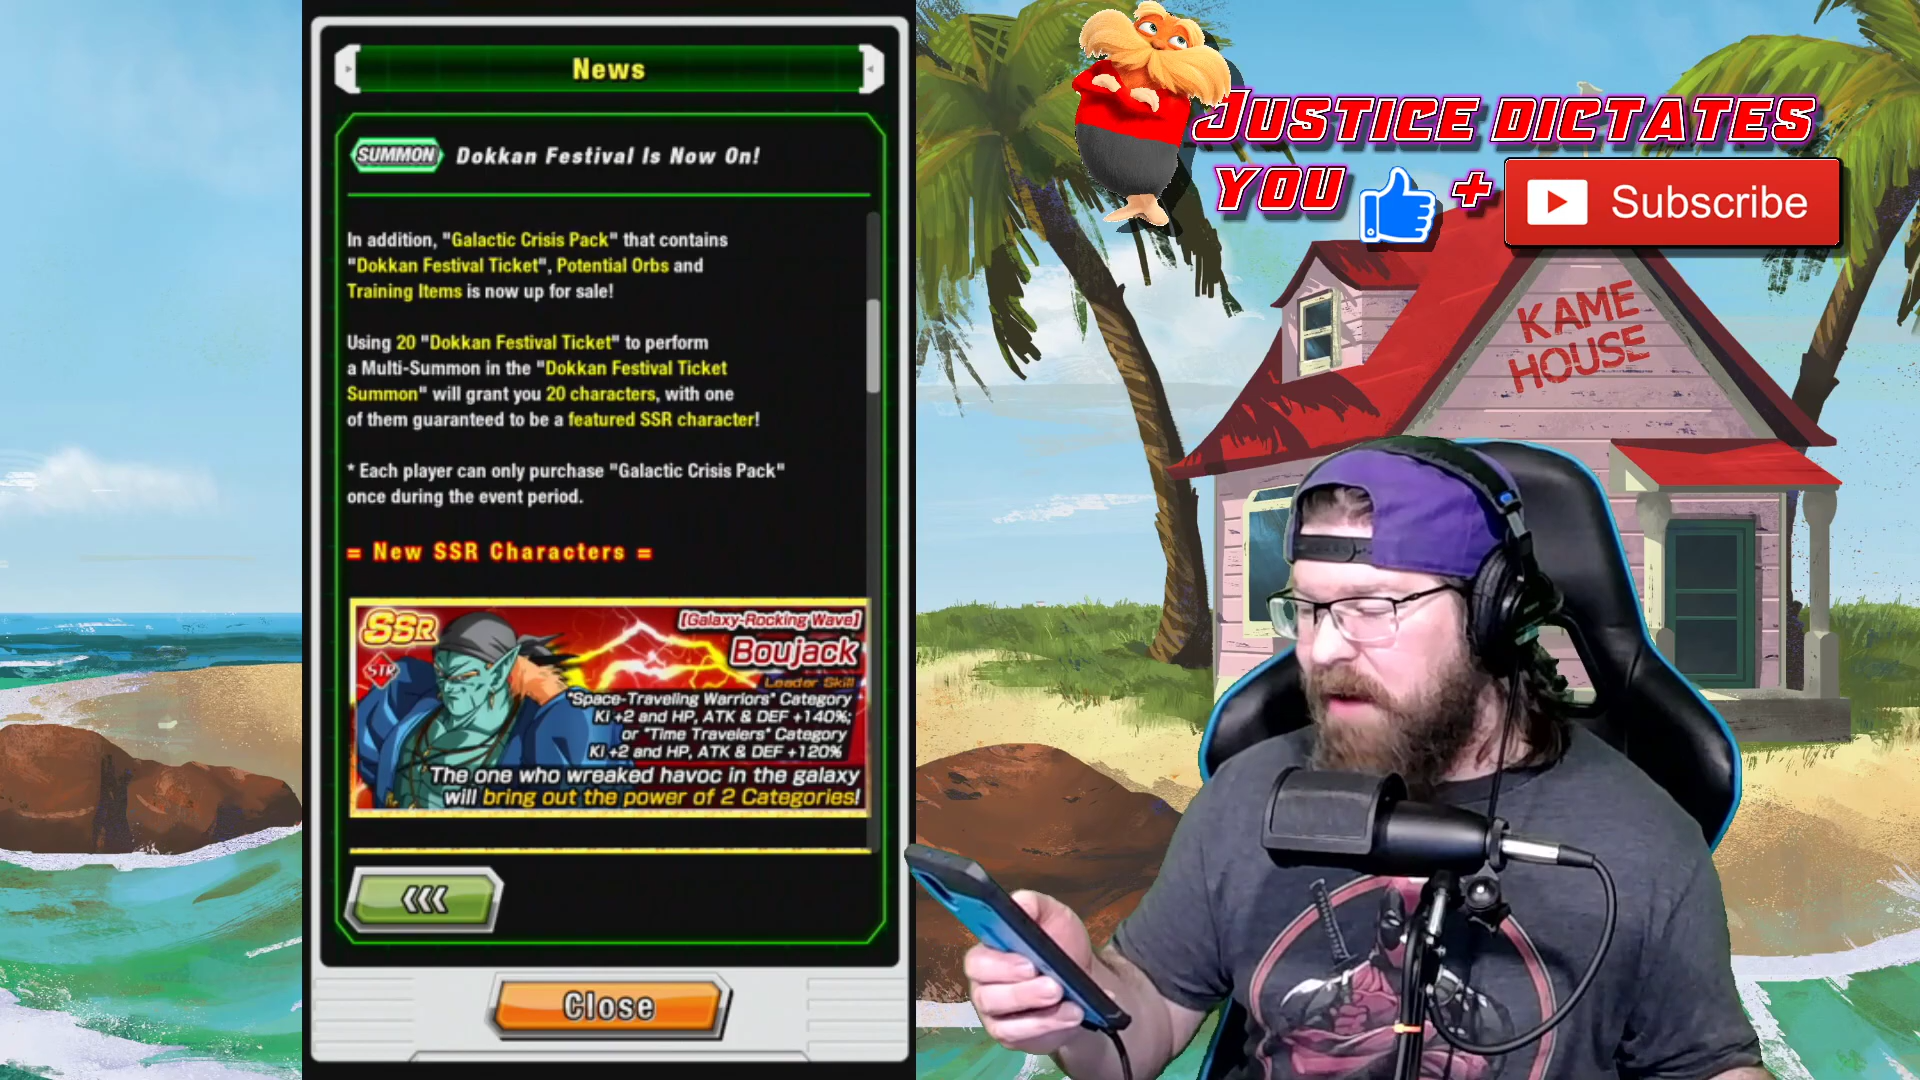 News
SUMMON Dokkan Festival Is Now On!
In addition, "Galactic Crisis Pack" that contains
"Dokkan Festival Ticket", Potential Orbs and
Training Items is now up for sale!
Using 20 "Dokkan Festival Ticket" to perform
a Multi-Summon in the "Dokkan Festival Ticket
Summon" will grant you 20 characters, with one
of them guaranteed to be a featured SSR character!
* Each player can only purchase "Galactic Crisis Pack"
once during the event period.
= New SSR Characters =
SSR
STR
[Galaxy-Rocking Wave]
Boujack
Leader Skill
"Space-Traveling Warriors" Category
Ki +2 and HP, ATK & DEF +140%;
or "Time Travelers" Category
Ki +2 and HP, ATK & DEF +120%
The one who wreaked havoc in the galaxy
will bring out the power of 2 Categories!
Close
JUSTICE DICTATES
YOU + Subscribe
KAME
HOUSE